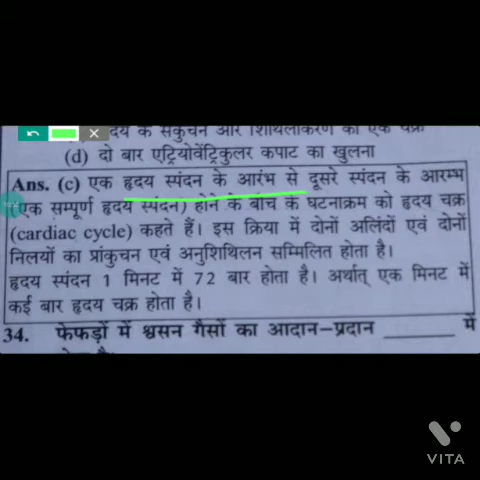 दय के संकुचन और शिथिलीकरण का एक चक्र
(d) दो बार एट्रियोवेंट्रिकुलर कपाट का खुलना
Ans. (c) एक हृदय स्पंदन के आरंभ से दूसरे स्पंदन के आरम्भ
एक सम्पूर्ण हृदय स्पंदन) होने के बीच के घटनाक्रम को हृदय चक्र
(cardiac cycle) कहते हैं। इस क्रिया में दोनों अलिंदों एवं दोनों
निलयों का प्रांकुचन एवं अनुशिथिलन सम्मिलित होता है।
हृदय स्पंदन 1 मिनट में 72 बार होता है। अर्थात् एक मिनट में
कई बार हृदय चक्र होता है।
34. फेफड़ों में श्वसन गैसों का आदान-प्रदान ______ में
VITA